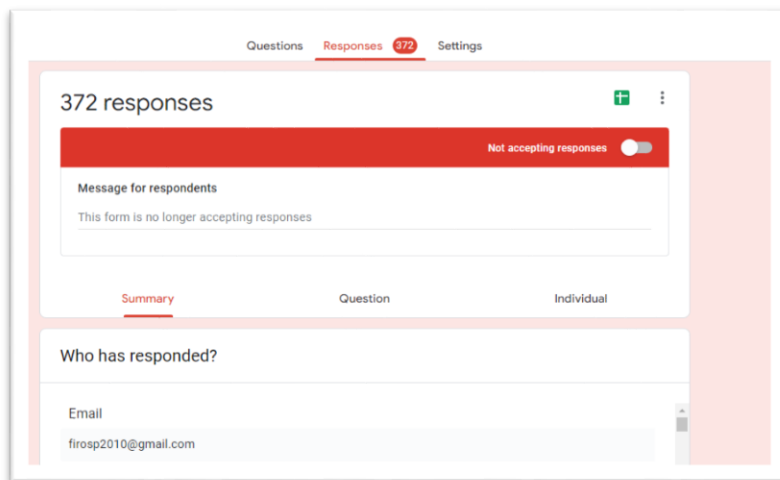 Questions Responses 372 Settings
372 responses
Not accepting responses
Message for respondents
This form is no longer accepting responses
Summary Question Individual
Who has responded?
Email
firosp2010@gmail.com